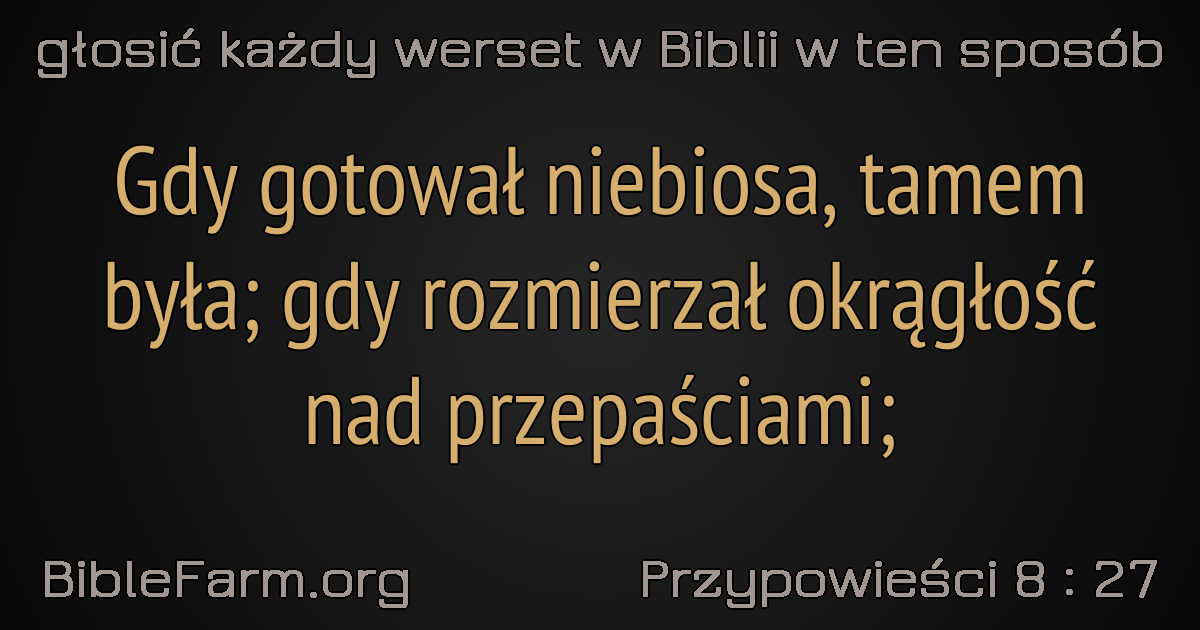 głosić każdy werset w Biblii w ten sposób
Gdy gotował niebiosa, tamem
była; gdy rozmierzał okrągłość
nad przepaściami;
BibleFarm.org
Przypowieści 8 : 27